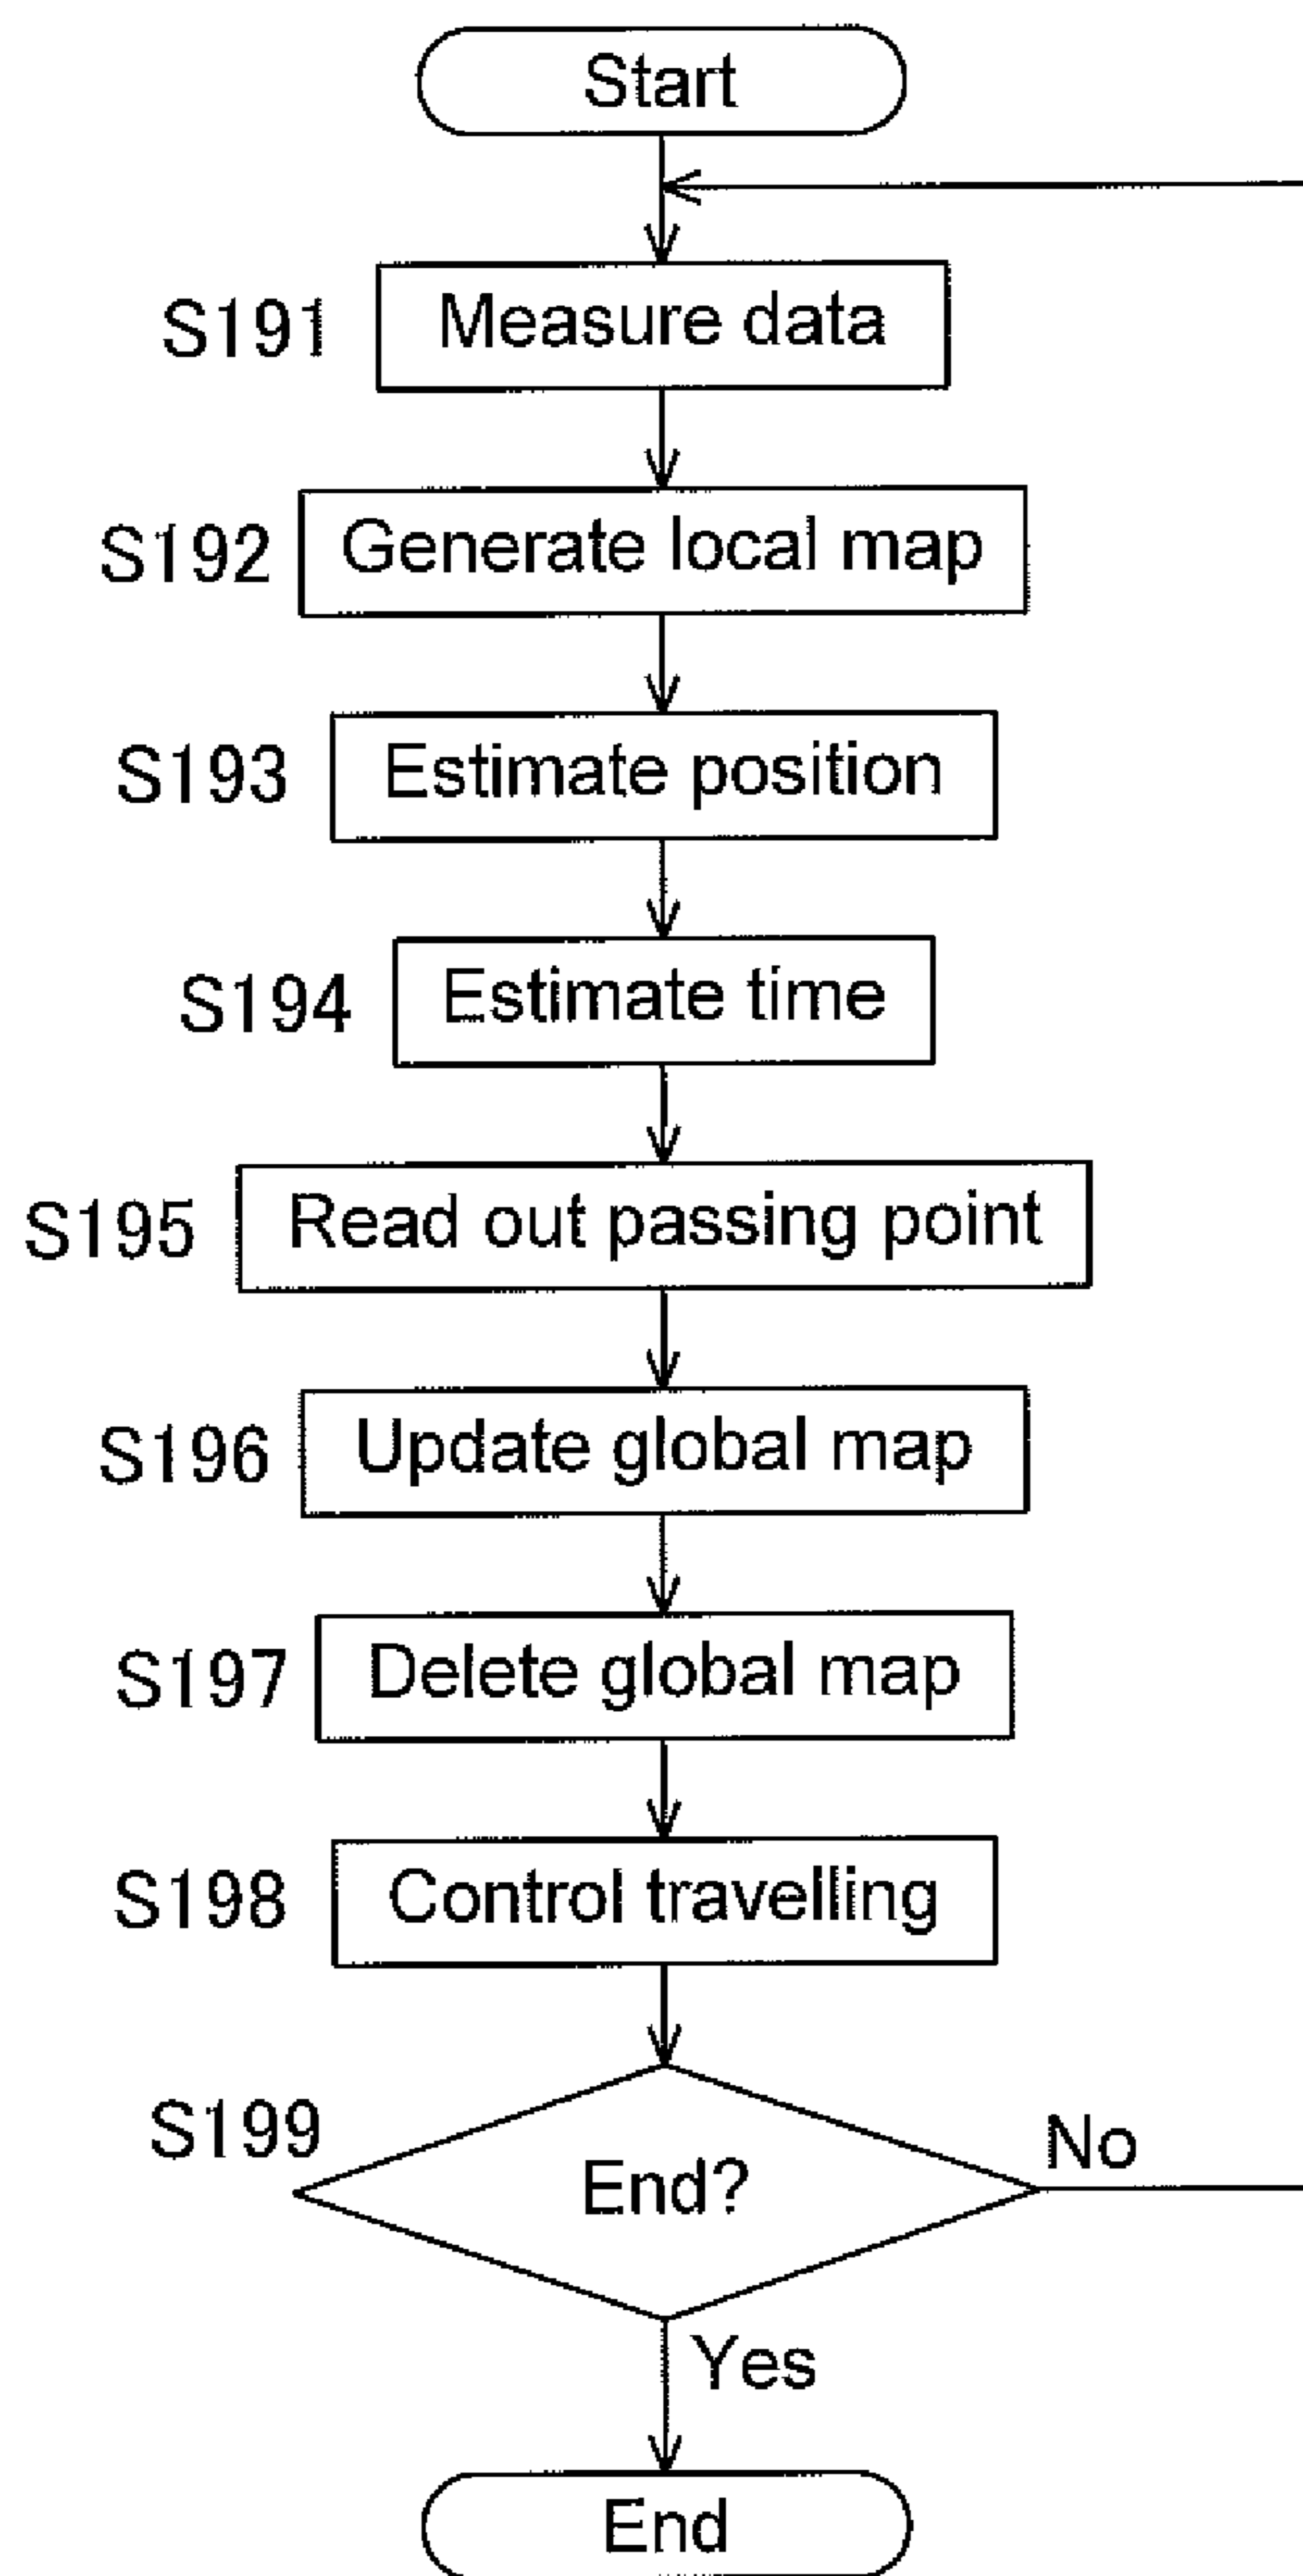 Start
S191 Measure data
S192 Generate local map
S193 Estimate position
S194 Estimate time
S195 Read out passing point
S196 Update global map
S197 Delete global map
S198 Control travelling
S199 End? No
Yes
End